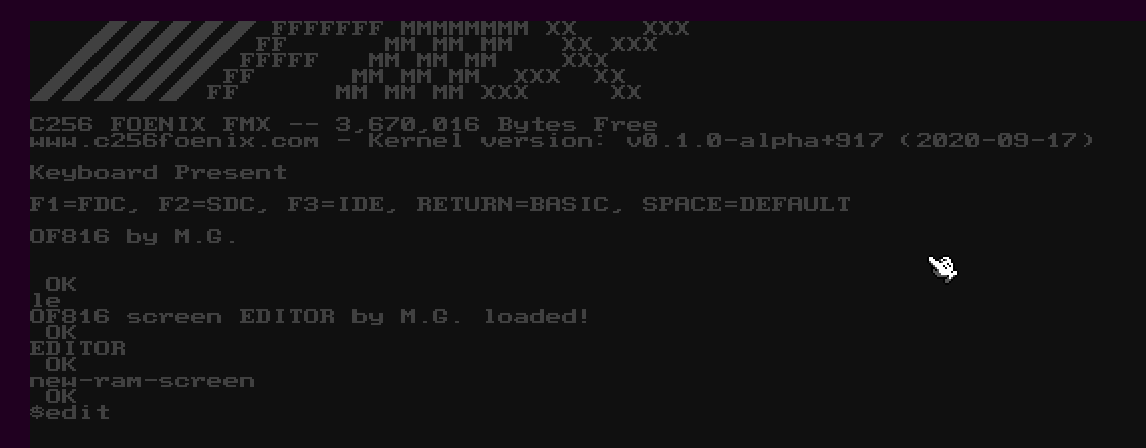 FFFFFFF MMMMMMMM XX XXX
FF MM MM MM XX XXX
FFFFF MM MM MM XXX
FF MM MM MM XXX XX
FF MM MM MM XXX XX
C256 FOENIX FMX -- 3,670,016 Bytes Free
www.c256foenix.com - Kernel version: v0.1.0-alpha+917 (2020-09-17)
Keyboard Present
F1=FDC, F2=SDC, F3=IDE, RETURN=BASIC, SPACE=DEFAULT
OF816 by M.G.
OK
le
OF816 screen EDITOR by M.G. loaded!
OK
EDITOR
OK
new-ram-screen
OK
$edit